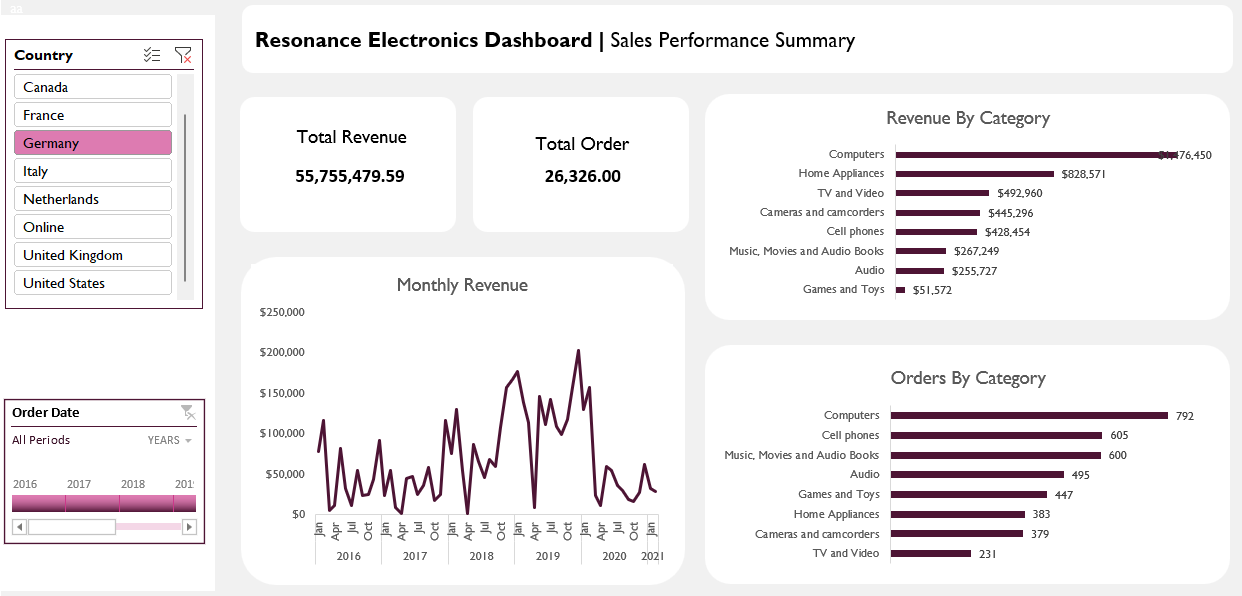 aa
Resonance Electronics Dashboard | Sales Performance Summary
Country
Canada
France
Germany
Italy
Netherlands
Online
United Kingdom
United States
Order Date
All Periods
YEARS
2016 2017 2018 201
Total Revenue
55,755,479.59
Total Order
26,326.00
Monthly Revenue
$250,000
$200,000
$150,000
$100,000
$50,000
$0
Jan Apr Jul Oct Jan Apr Jul Oct Jan Apr Jul Oct Jan Apr Jul Oct Jan Apr Jul Oct Jan
2016 2017 2018 2019 2020 2021
Revenue By Category
Computers $1,476,450
Home Appliances $828,571
TV and Video $492,960
Cameras and camcorders $445,296
Cell phones $428,454
Music, Movies and Audio Books $267,249
Audio $255,727
Games and Toys $51,572
Orders By Category
Computers 792
Cell phones 605
Music, Movies and Audio Books 600
Audio 495
Games and Toys 447
Home Appliances 383
Cameras and camcorders 379
TV and Video 231